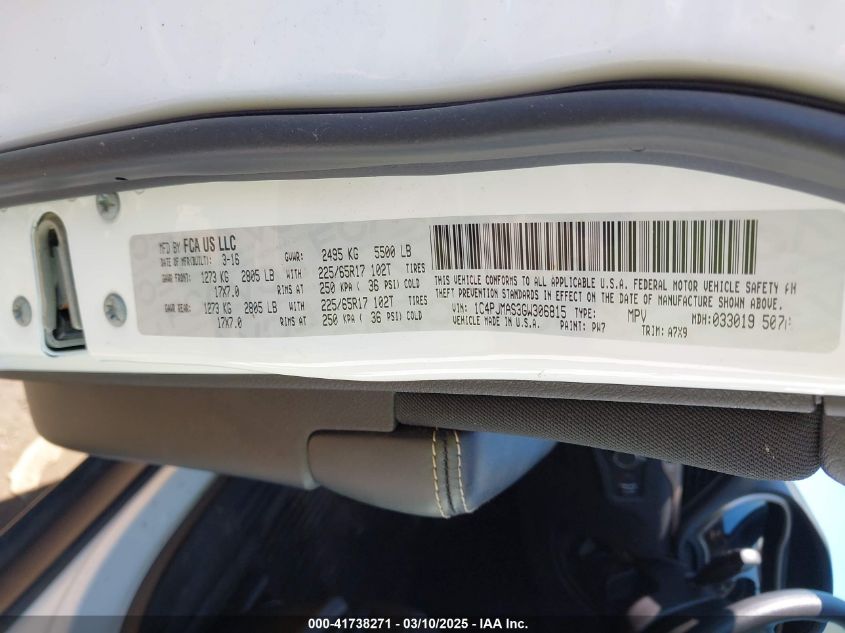 MFD BY FCA US LLC
DATE OF MFR(BUILT): 3-16 GVWR: 2495 KG 5500 LB
GAWR FRONT: 1273 KG 2805 LB WITH 225/65R17 102T TIRES
17X7.0 RIMS AT 250 KPA ( 36 PSI) COLD
GAWR REAR: 1273 KG 2805 LB WITH 225/65R17 102T TIRES
17X7.0 RIMS AT 250 KPA ( 36 PSI) COLD
THIS VEHICLE CONFORMS TO ALL APPLICABLE U.S.A. FEDERAL MOTOR VEHICLE SAFETY
THEFT PREVENTION STANDARDS IN EFFECT ON THE DATE OF MANUFACTURE SHOWN ABOVE.
VIN: 1C4PJMAS3GW306815 TYPE: MPV MDH: 033019 507
VEHICLE MADE IN U.S.A. PAINT: PW7 TRIM: A7X9
000-41738271 - 03/10/2025 - IAA Inc.